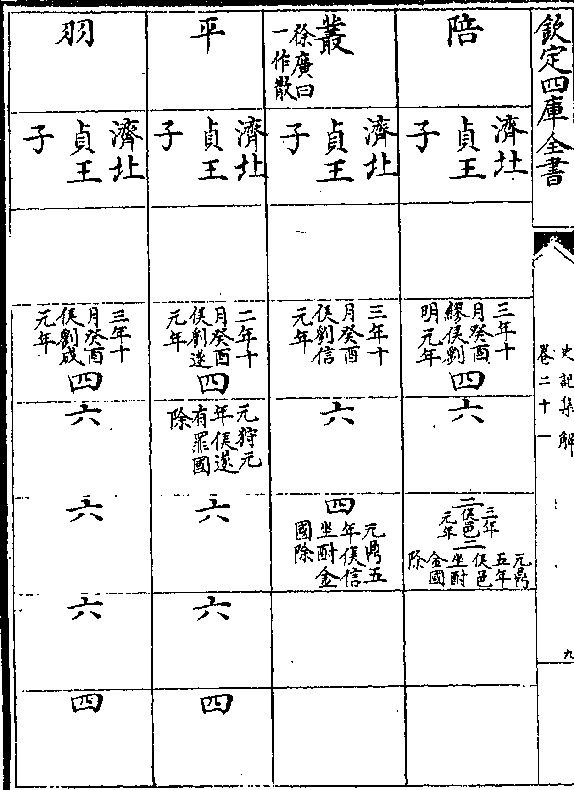 欽定四庫全書
史記集解
卷二十一
九
陪
濟北
貞王
子
三年十
月癸酉
繆侯劉
明元年
四
六
二
三年
侯邑
元年
二
元鼎
五年
侯邑
坐酎
金國
除
叢
徐廣曰
一作散
濟北
貞王
子
三年十
月癸酉
侯劉信
元年
六
四
元鼎五
年侯信
坐酎金
國除
平
濟北
貞王
子
二年十
月癸酉
侯劉遂
元年
四
元狩元
年侯遂
有罪國
除
六
六
四
羽
濟北
貞王
子
三年十
月癸酉
侯劉成
元年
四
六
六
六
四